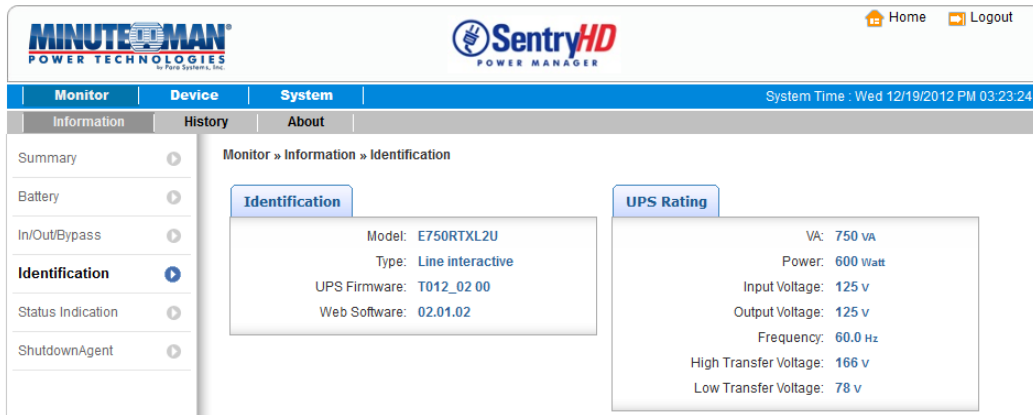 Home Logout
MINUTEMAN®
POWER TECHNOLOGIES
by Para Systems, Inc.
SentryHD
POWER MANAGER
Monitor Device System System Time : Wed 12/19/2012 PM 03:23:24
Information History About
Summary
Battery
In/Out/Bypass
Identification
Status Indication
ShutdownAgent
Monitor » Information » Identification
Identification
Model: E750RTXL2U
Type: Line interactive
UPS Firmware: T012_02 00
Web Software: 02.01.02
UPS Rating
VA: 750 VA
Power: 600 Watt
Input Voltage: 125 V
Output Voltage: 125 V
Frequency: 60.0 Hz
High Transfer Voltage: 166 V
Low Transfer Voltage: 78 V